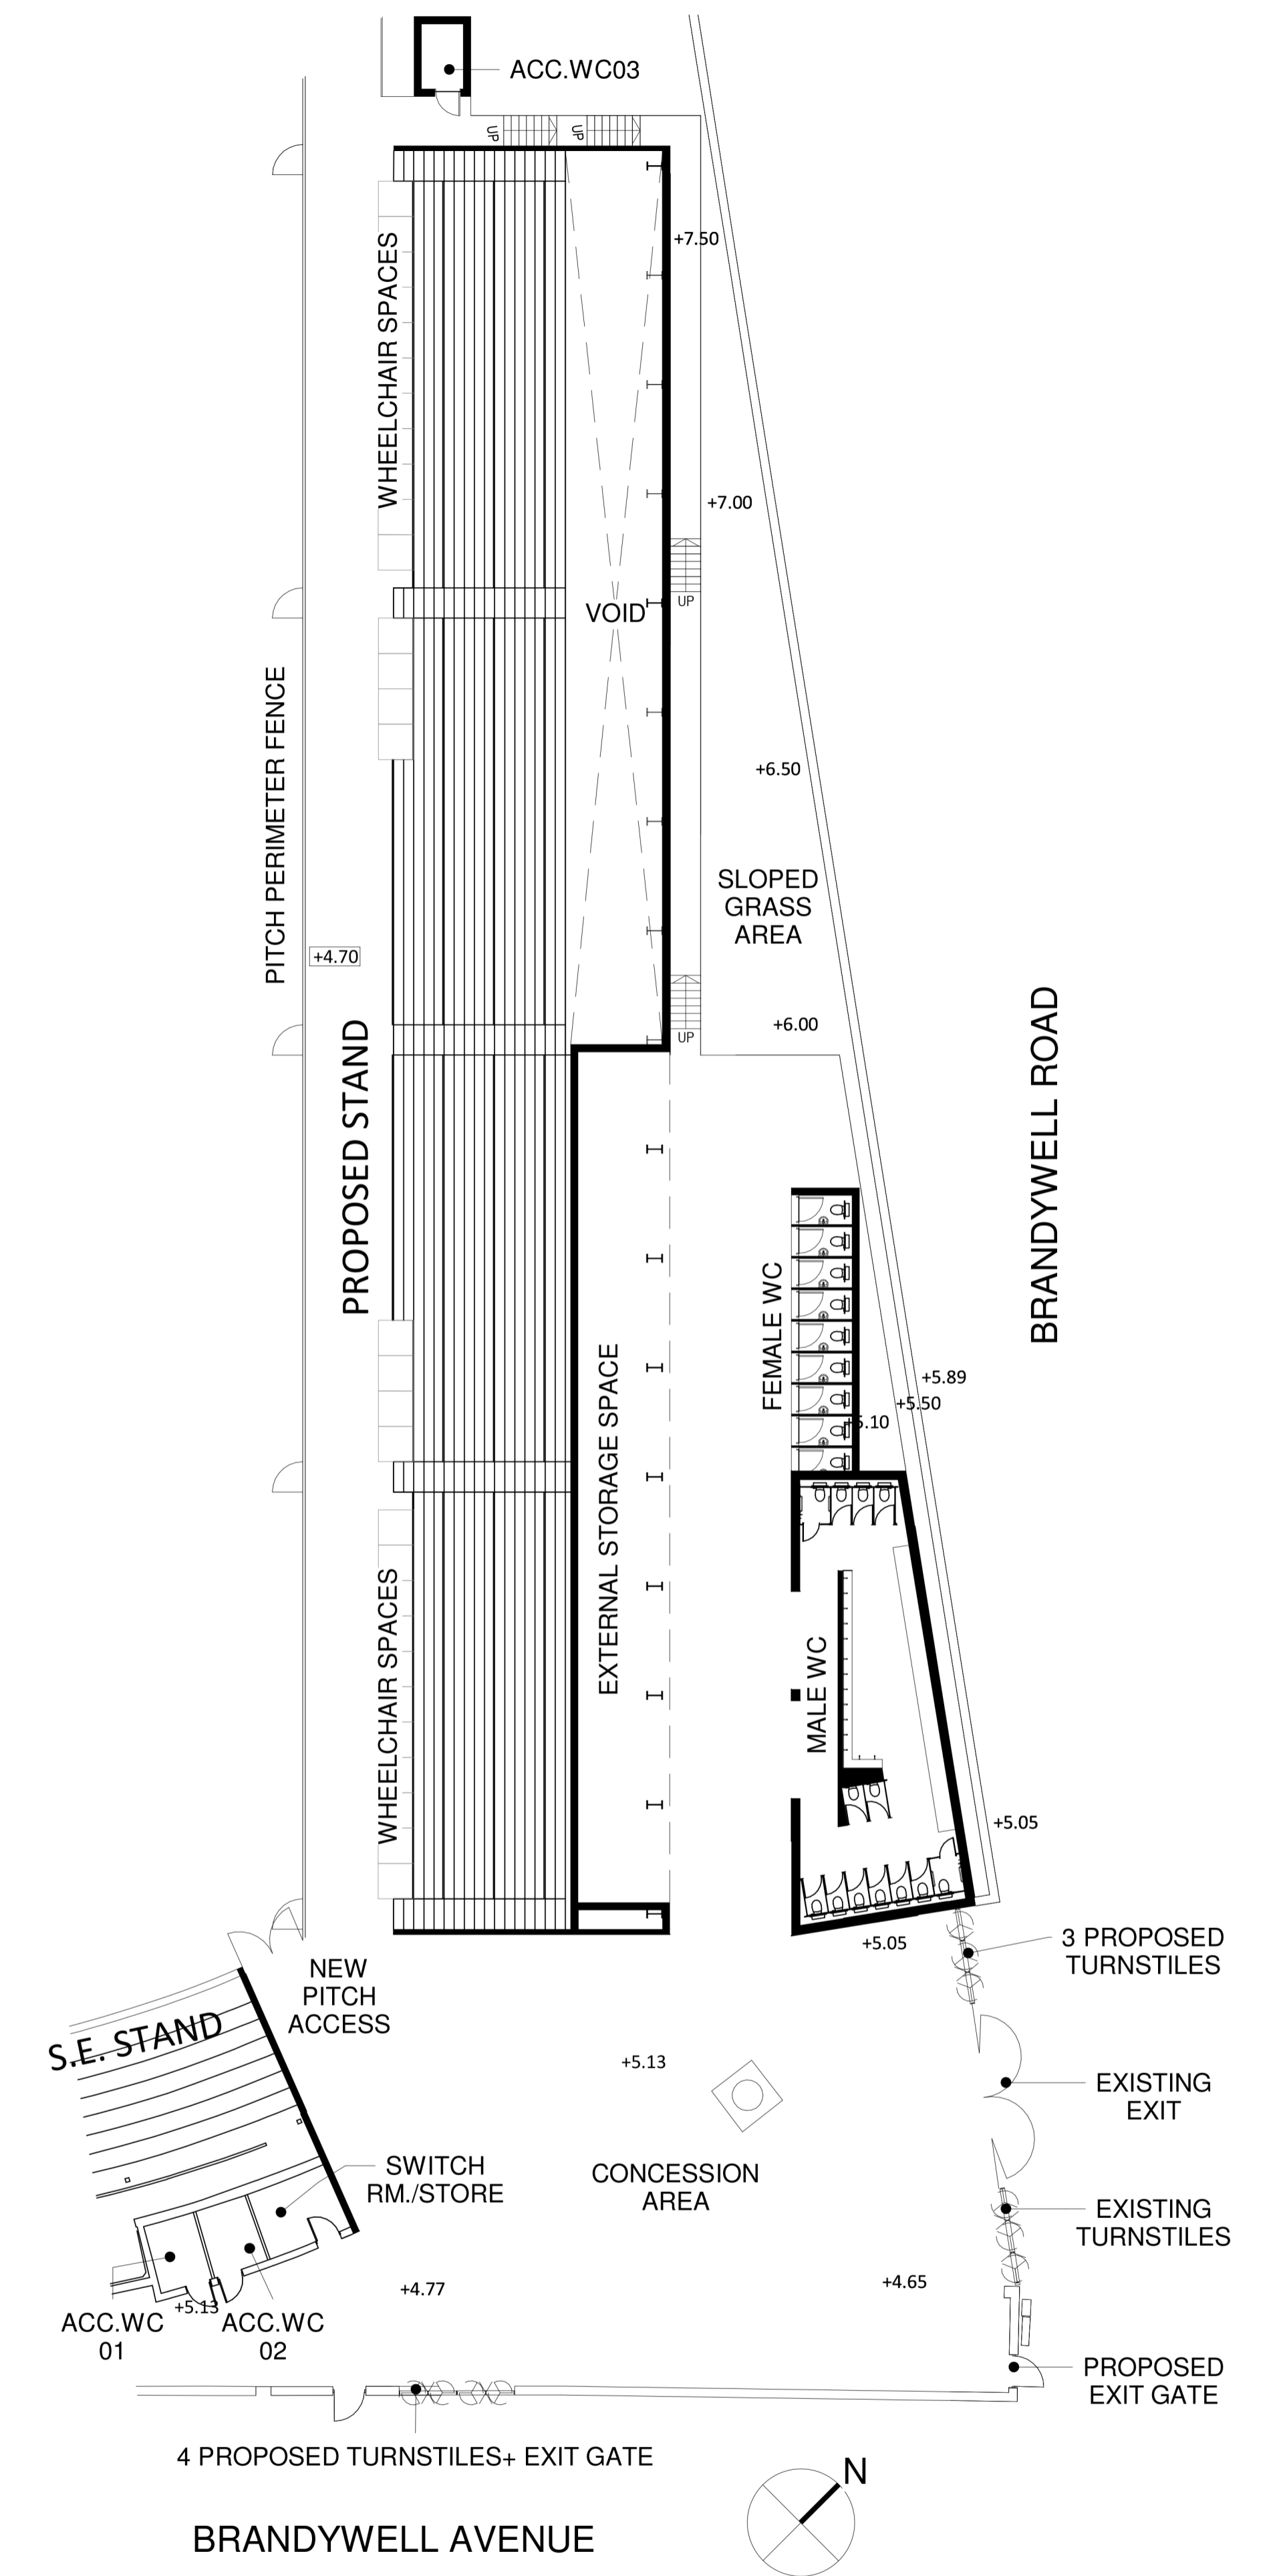 ACC.WC03
UP
UP
+7.50
WHEELCHAIR SPACES
+7.00
UP
VOID
PITCH PERIMETER FENCE
+6.50
SLOPED
GRASS
AREA
+4.70
+6.00
UP
BRANDYWELL ROAD
PROPOSED STAND
FEMALE WC
EXTERNAL STORAGE SPACE
+5.89
+5.50
+5.10
WHEELCHAIR SPACES
MALE WC
+5.05
+5.05
3 PROPOSED
TURNSTILES
NEW
PITCH
ACCESS
S.E. STAND
+5.13
EXISTING
EXIT
SWITCH
RM./STORE
CONCESSION
AREA
EXISTING
TURNSTILES
+4.77
+4.65
+5.13
ACC.WC
01
ACC.WC
02
PROPOSED
EXIT GATE
4 PROPOSED TURNSTILES+ EXIT GATE
N
BRANDYWELL AVENUE